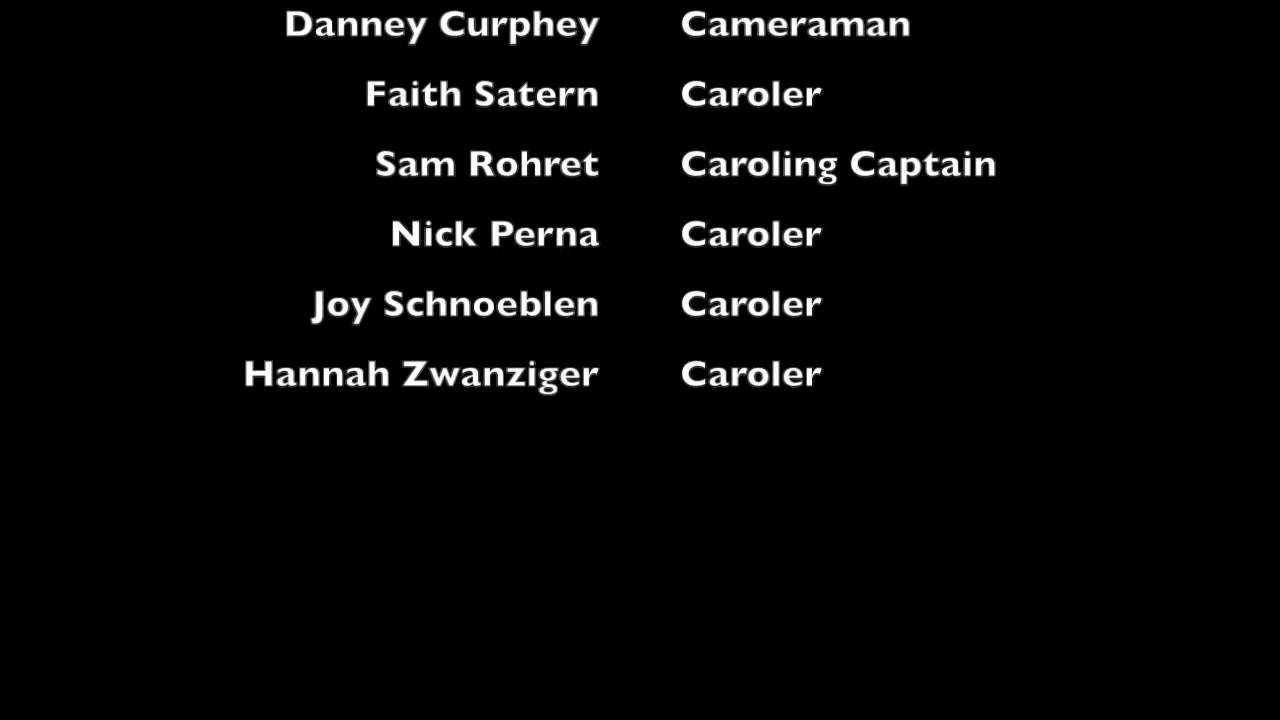 Danney Curphey Cameraman
Faith Satern Caroler
Sam Rohret Caroling Captain
Nick Perna Caroler
Joy Schnoeblen Caroler
Hannah Zwanziger Caroler